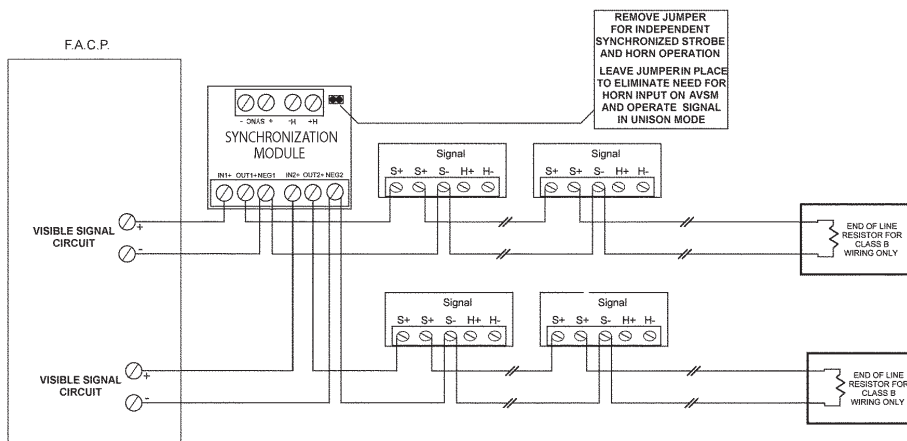 F.A.C.P.
REMOVE JUMPER
FOR INDEPENDENT
SYNCHRONIZED STROBE
AND HORN OPERATION
LEAVE JUMPER IN PLACE
TO ELIMINATE NEED FOR
HORN INPUT ON AVSM
AND OPERATE SIGNAL
IN UNISON MODE
- SYNC + H- H+
SYNCHRONIZATION
MODULE
IN1+ OUT1+ NEG1 IN2+ OUT2+ NEG2
Signal
S+ S+ S- H+ H-
Signal
S+ S+ S- H+ H-
VISIBLE SIGNAL
CIRCUIT
+
-
END OF LINE
RESISTOR FOR
CLASS B
WIRING ONLY
Signal
S+ S+ S- H+ H-
Signal
S+ S+ S- H+ H-
VISIBLE SIGNAL
CIRCUIT
+
-
END OF LINE
RESISTOR FOR
CLASS B
WIRING ONLY